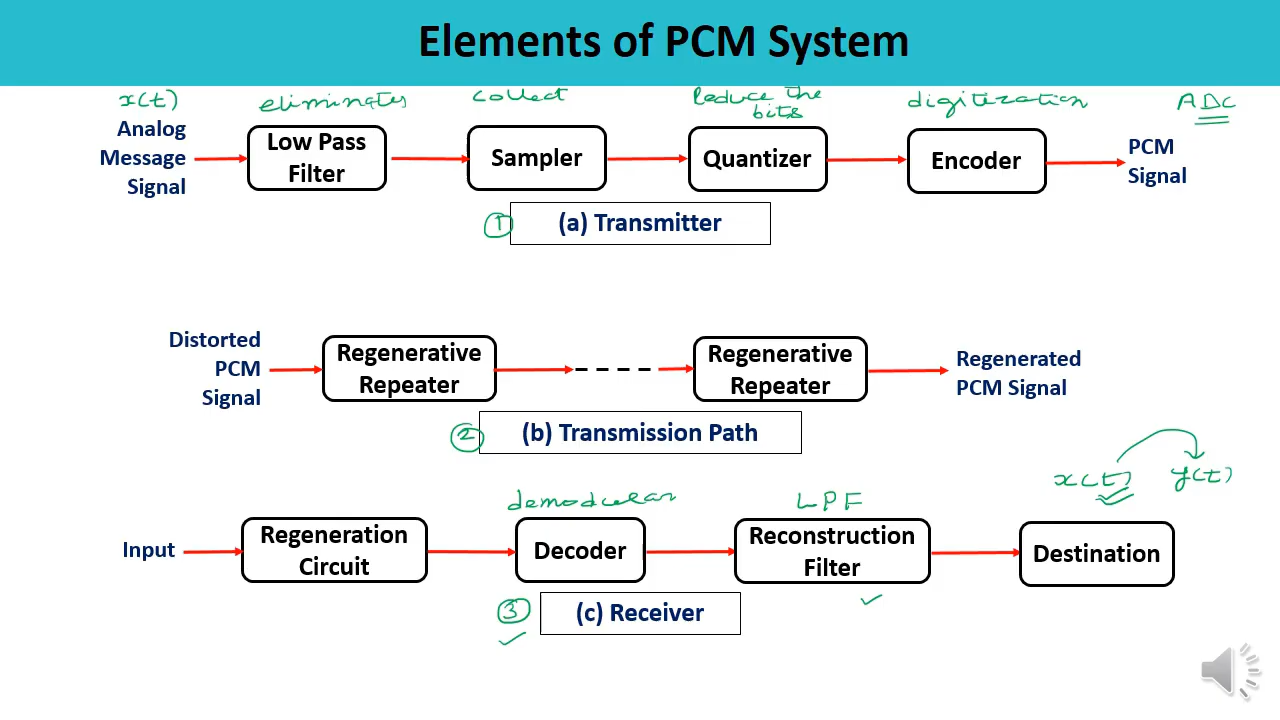 Elements of PCM System
x(t)
eliminates
collect
Reduce the
bits
digitization
ADC
Analog
Message
Signal
Low Pass
Filter
Sampler
Quantizer
Encoder
PCM
Signal
1
(a) Transmitter
Distorted
PCM
Signal
Regenerative
Repeater
Regenerative
Repeater
Regenerated
PCM Signal
2
(b) Transmission Path
x(t)
y(t)
LPF
Input
Regeneration
Circuit
Decoder
Reconstruction
Filter
Destination
3
(c) Receiver